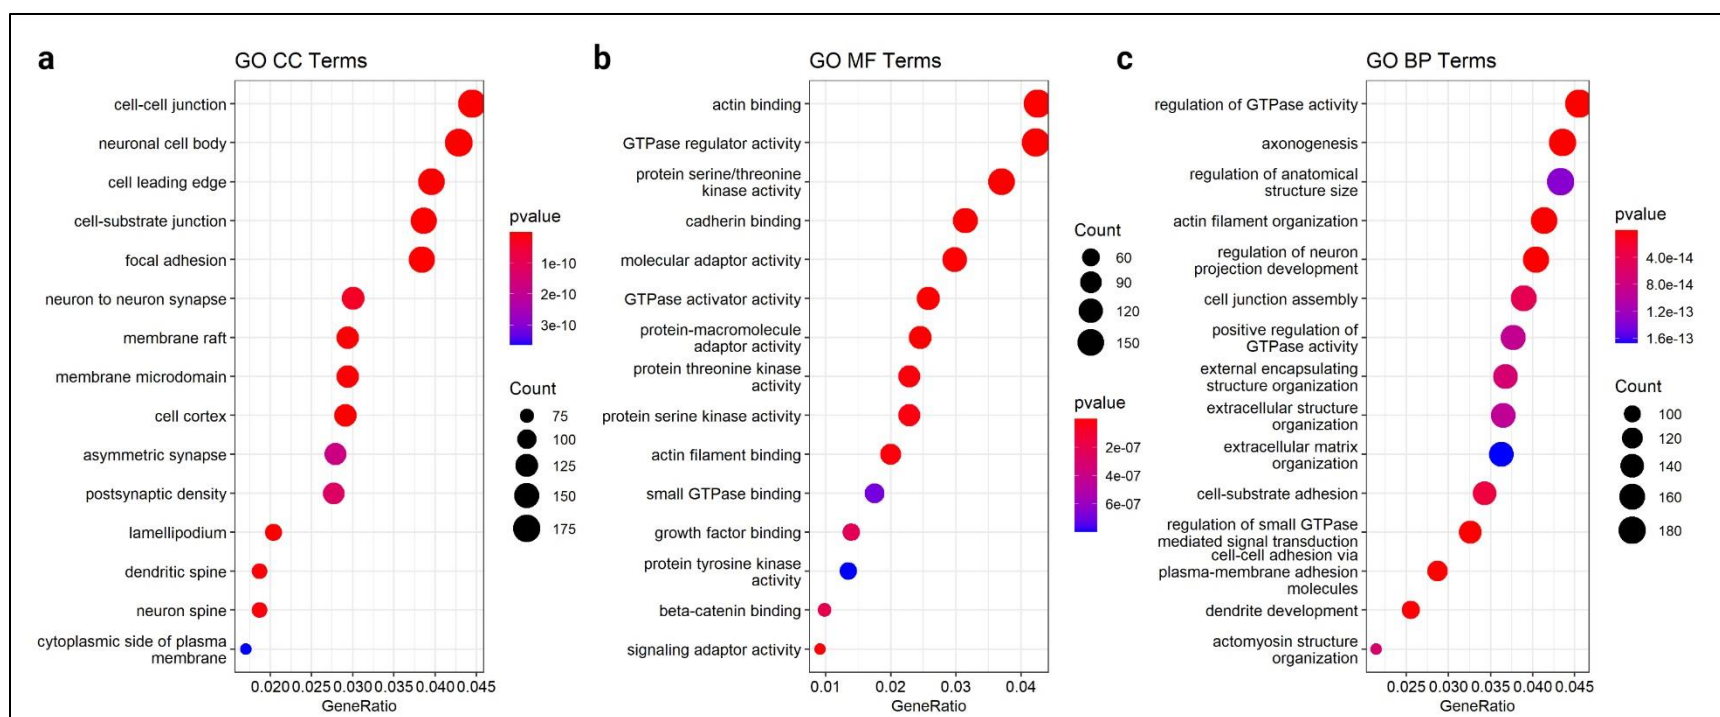 a
GO CC Terms
cell-cell junction
neuronal cell body
cell leading edge
cell-substrate junction
focal adhesion
neuron to neuron synapse
membrane raft
membrane microdomain
cell cortex
asymmetric synapse
postsynaptic density
lamellipodium
dendritic spine
neuron spine
cytoplasmic side of plasma
membrane
0.020 0.025 0.030 0.035 0.040 0.045
GeneRatio
pvalue
1e-10
2e-10
3e-10
Count
75
100
125
150
175
b
GO MF Terms
actin binding
GTPase regulator activity
protein serine/threonine
kinase activity
cadherin binding
molecular adaptor activity
GTPase activator activity
protein-macromolecule
adaptor activity
protein threonine kinase
activity
protein serine kinase activity
actin filament binding
small GTPase binding
growth factor binding
protein tyrosine kinase
activity
beta-catenin binding
signaling adaptor activity
0.01 0.02 0.03 0.04
GeneRatio
Count
60
90
120
150
pvalue
2e-07
4e-07
6e-07
c
GO BP Terms
regulation of GTPase activity
axonogenesis
regulation of anatomical
structure size
actin filament organization
regulation of neuron
projection development
cell junction assembly
positive regulation of
GTPase activity
external encapsulating
structure organization
extracellular structure
organization
extracellular matrix
organization
cell-substrate adhesion
regulation of small GTPase
mediated signal transduction
cell-cell adhesion via
plasma-membrane adhesion
molecules
dendrite development
actomyosin structure
organization
0.025 0.030 0.035 0.040 0.045
GeneRatio
pvalue
4.0e-14
8.0e-14
1.2e-13
1.6e-13
Count
100
120
140
160
180